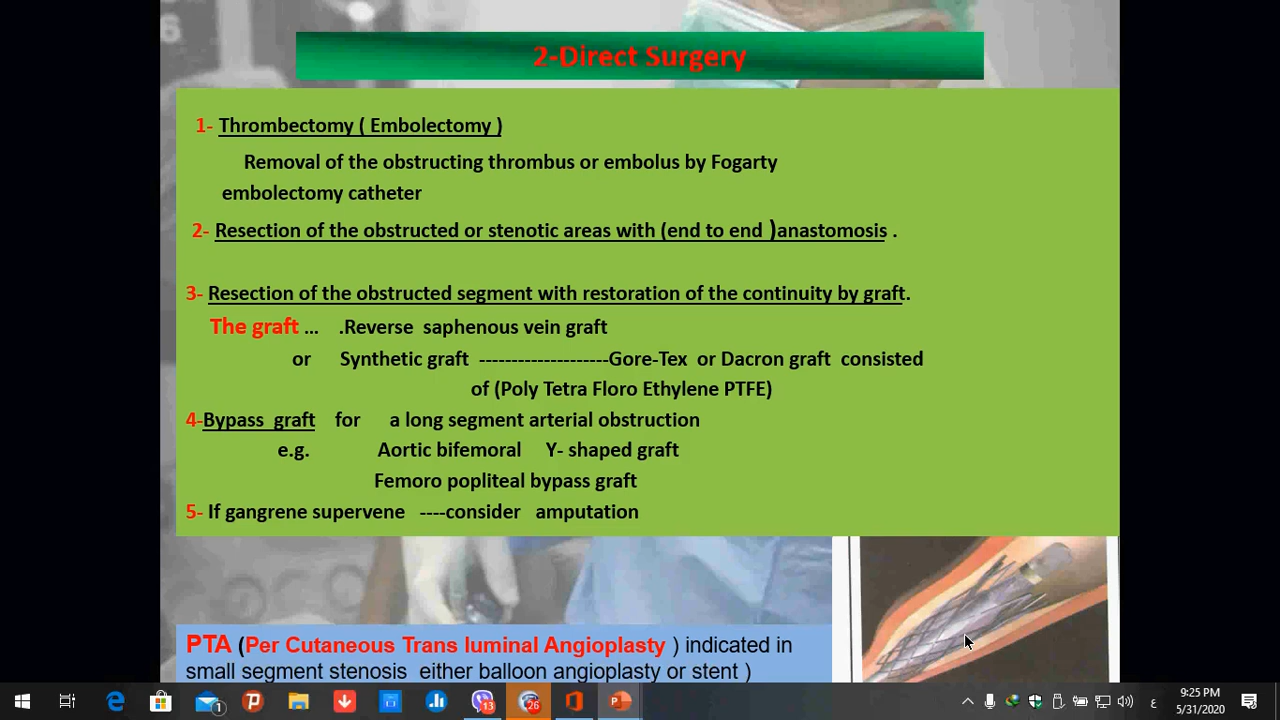 2-Direct Surgery
1- Thrombectomy ( Embolectomy )
Removal of the obstructing thrombus or embolus by Fogarty
embolectomy catheter
2- Resection of the obstructed or stenotic areas with (end to end )anastomosis .
3- Resection of the obstructed segment with restoration of the continuity by graft.
The graft ... .Reverse saphenous vein graft
or Synthetic graft --------------------Gore-Tex or Dacron graft consisted
of (Poly Tetra Floro Ethylene PTFE)
4-Bypass graft for a long segment arterial obstruction
e.g. Aortic bifemoral Y- shaped graft
Femoro popliteal bypass graft
5- If gangrene supervene ----consider amputation
PTA (Per Cutaneous Trans luminal Angioplasty ) indicated in
small segment stenosis either balloon angioplasty or stent )
1
13
26
ع
9:25 PM
5/31/2020